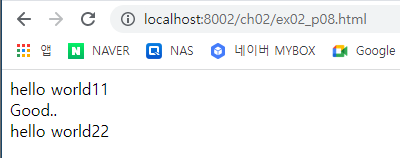 localhost:8002/ch02/ex02_p08.html
앱 NAVER NAS 네이버 MYBOX Google
hello world11
Good..
hello world22